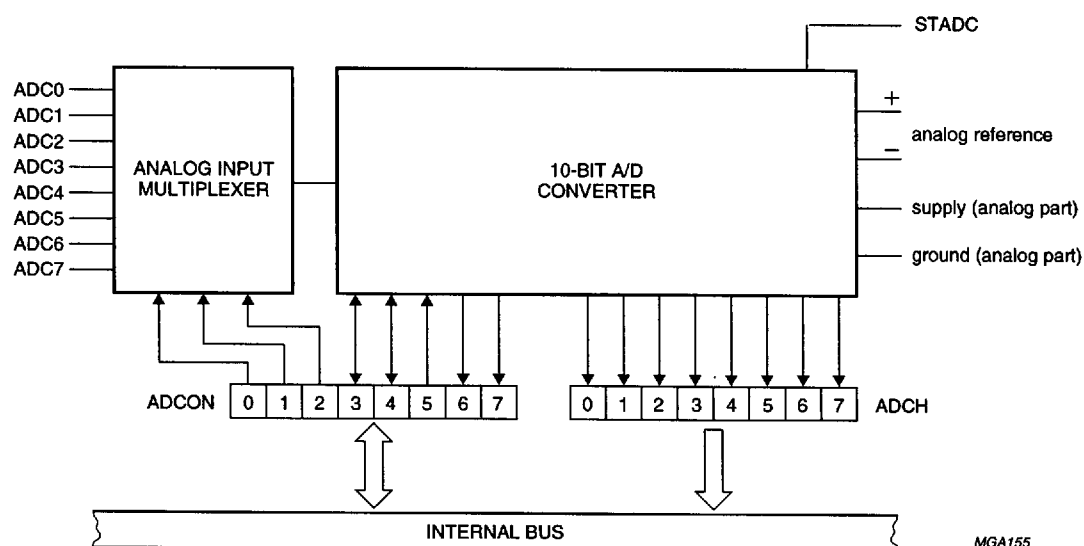 STADC
ADC0
ADC1
ADC2
ADC3
ADC4
ADC5
ADC6
ADC7
ANALOG INPUT
MULTIPLEXER
10-BIT A/D
CONVERTER
+
analog reference
−
supply (analog part)
ground (analog part)
ADCON 0 1 2 3 4 5 6 7
0 1 2 3 4 5 6 7 ADCH
INTERNAL BUS
MGA155